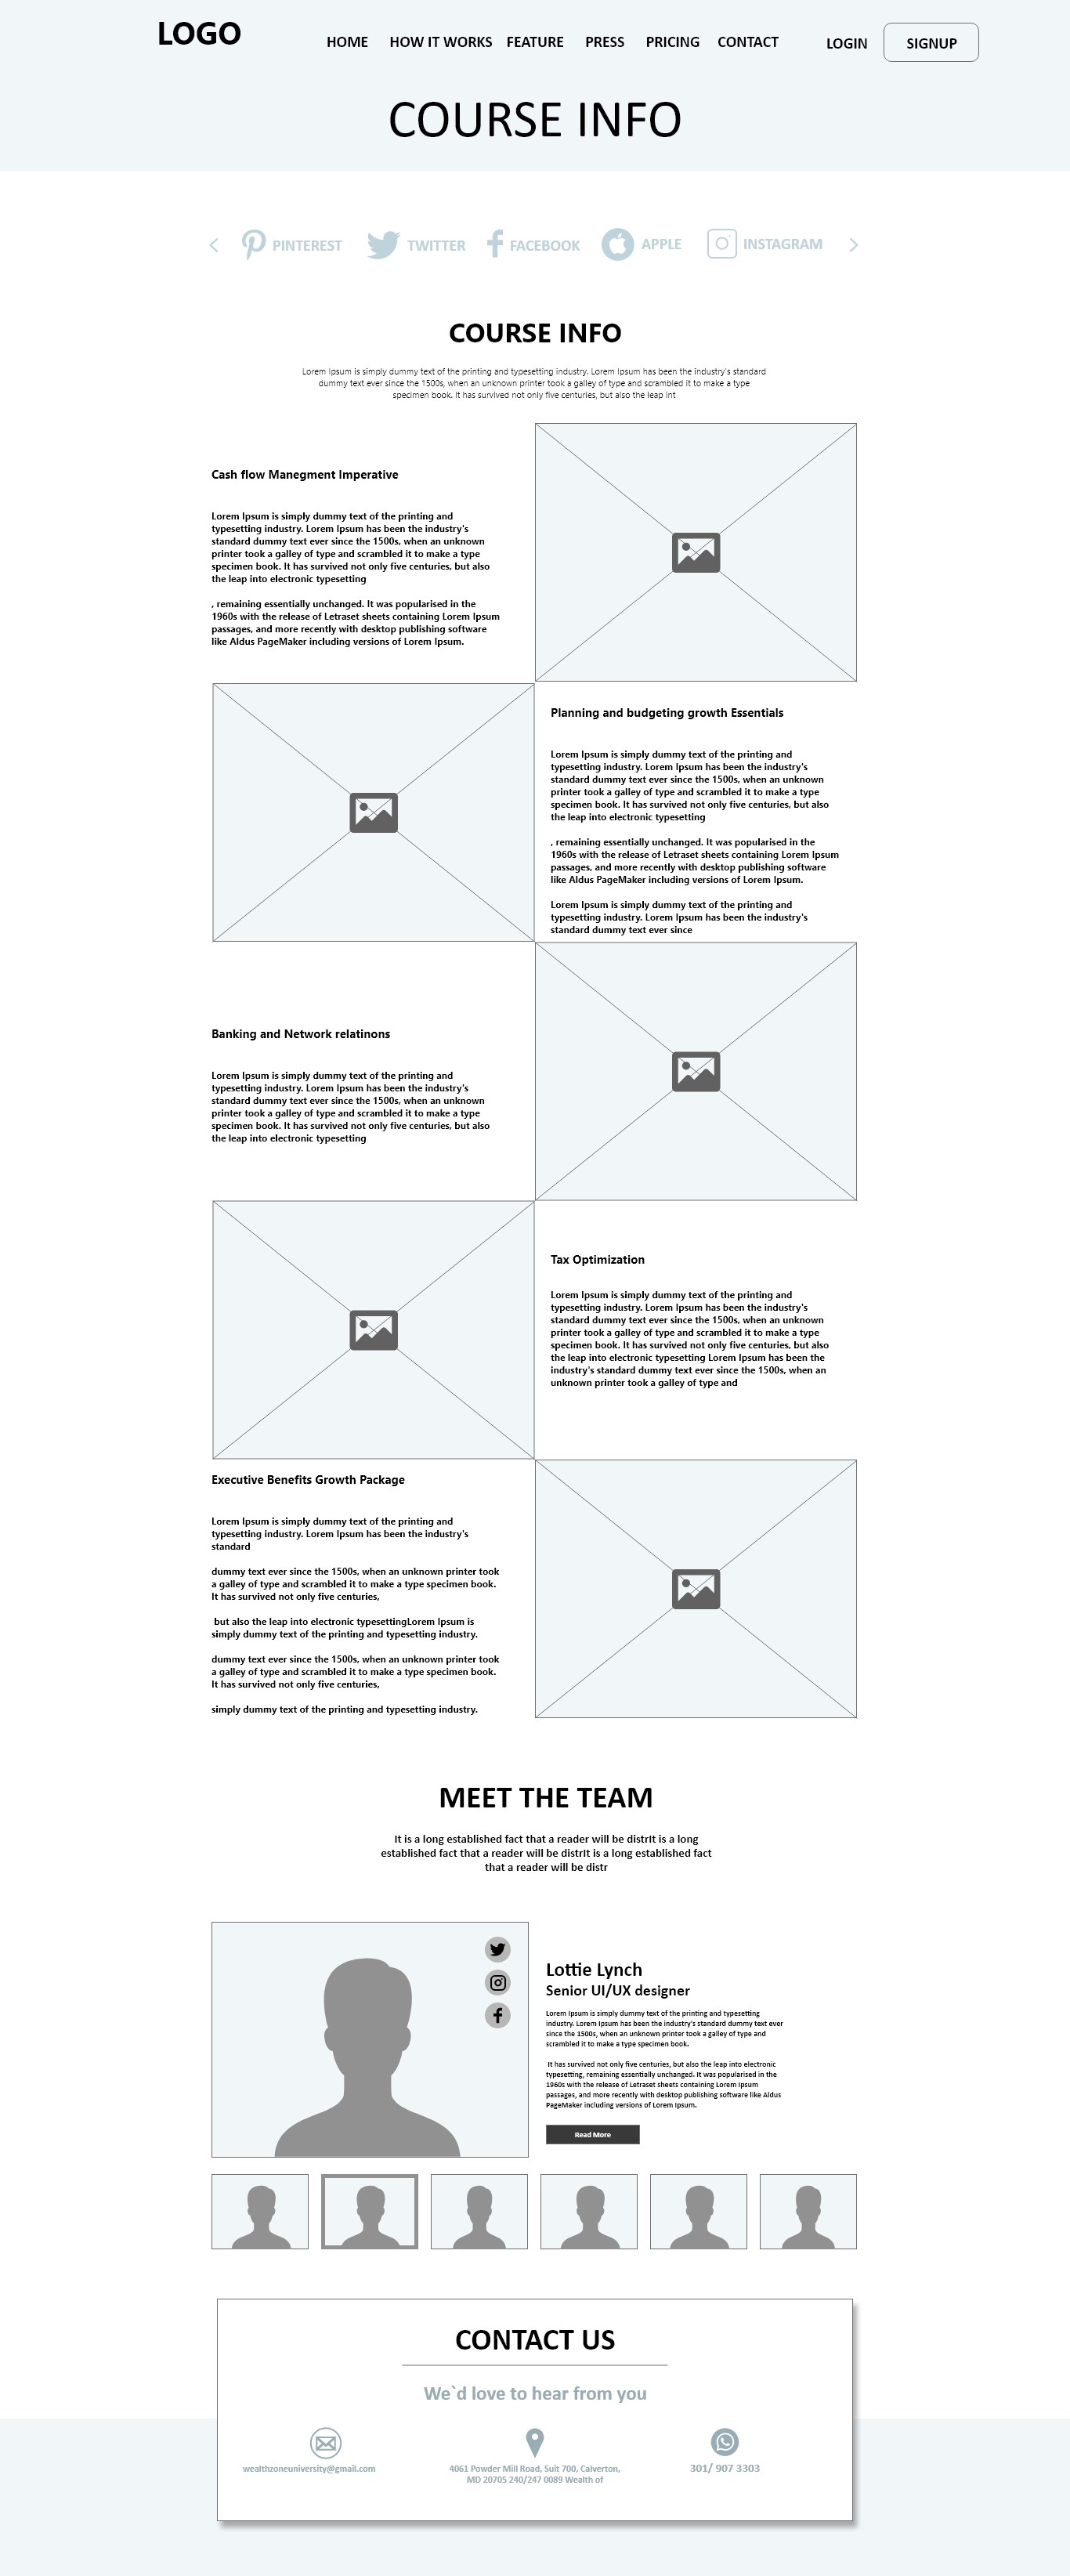 LOGO
HOME HOW IT WORKS FEATURE PRESS PRICING CONTACT LOGIN SIGNUP
COURSE INFO
PINTEREST TWITTER FACEBOOK APPLE INSTAGRAM
COURSE INFO
Lorem Ipsum is simply dummy text of the printing and typesetting industry. Lorem Ipsum has been the industry's standard
dummy text ever since the 1500s, when an unknown printer took a galley of type and scrambled it to make a type
specimen book. It has survived not only five centuries, but also the leap int
Cash flow Manegment Imperative
Lorem Ipsum is simply dummy text of the printing and
typesetting industry. Lorem Ipsum has been the industry's
standard dummy text ever since the 1500s, when an unknown
printer took a galley of type and scrambled it to make a type
specimen book. It has survived not only five centuries, but also
the leap into electronic typesetting
, remaining essentially unchanged. It was popularised in the
1960s with the release of Letraset sheets containing Lorem Ipsum
passages, and more recently with desktop publishing software
like Aldus PageMaker including versions of Lorem Ipsum.
Planning and budgeting growth Essentials
Lorem Ipsum is simply dummy text of the printing and
typesetting industry. Lorem Ipsum has been the industry's
standard dummy text ever since the 1500s, when an unknown
printer took a galley of type and scrambled it to make a type
specimen book. It has survived not only five centuries, but also
the leap into electronic typesetting
, remaining essentially unchanged. It was popularised in the
1960s with the release of Letraset sheets containing Lorem Ipsum
passages, and more recently with desktop publishing software
like Aldus PageMaker including versions of Lorem Ipsum.
Lorem Ipsum is simply dummy text of the printing and
typesetting industry. Lorem Ipsum has been the industry's
standard dummy text ever since
Banking and Network relatinons
Lorem Ipsum is simply dummy text of the printing and
typesetting industry. Lorem Ipsum has been the industry's
standard dummy text ever since the 1500s, when an unknown
printer took a galley of type and scrambled it to make a type
specimen book. It has survived not only five centuries, but also
the leap into electronic typesetting
Tax Optimization
Lorem Ipsum is simply dummy text of the printing and
typesetting industry. Lorem Ipsum has been the industry's
standard dummy text ever since the 1500s, when an unknown
printer took a galley of type and scrambled it to make a type
specimen book. It has survived not only five centuries, but also
the leap into electronic typesetting Lorem Ipsum has been the
industry's standard dummy text ever since the 1500s, when an
unknown printer took a galley of type and
Executive Benefits Growth Package
Lorem Ipsum is simply dummy text of the printing and
typesetting industry. Lorem Ipsum has been the industry's
standard
dummy text ever since the 1500s, when an unknown printer took
a galley of type and scrambled it to make a type specimen book.
It has survived not only five centuries,
but also the leap into electronic typesettingLorem Ipsum is
simply dummy text of the printing and typesetting industry.
dummy text ever since the 1500s, when an unknown printer took
a galley of type and scrambled it to make a type specimen book.
It has survived not only five centuries,
simply dummy text of the printing and typesetting industry.
MEET THE TEAM
It is a long established fact that a reader will be distrIt is a long
established fact that a reader will be distrIt is a long established fact
that a reader will be distr
Lottie Lynch
Senior UI/UX designer
Lorem Ipsum is simply dummy text of the printing and typesetting
industry. Lorem Ipsum has been the industry's standard dummy text ever
since the 1500s, when an unknown printer took a galley of type and
scrambled it to make a type specimen book.
It has survived not only five centuries, but also the leap into electronic
typesetting, remaining essentially unchanged. It was popularised in the
1960s with the release of Letraset sheets containing Lorem Ipsum
passages, and more recently with desktop publishing software like Aldus
PageMaker including versions of Lorem Ipsum.
Read More
CONTACT US
We`d love to hear from you
wealthzoneuniversity@gmail.com
4061 Powder Mill Road, Suit 700, Calverton,
MD 20705 240/247 0089 Wealth of
301/ 907 3303